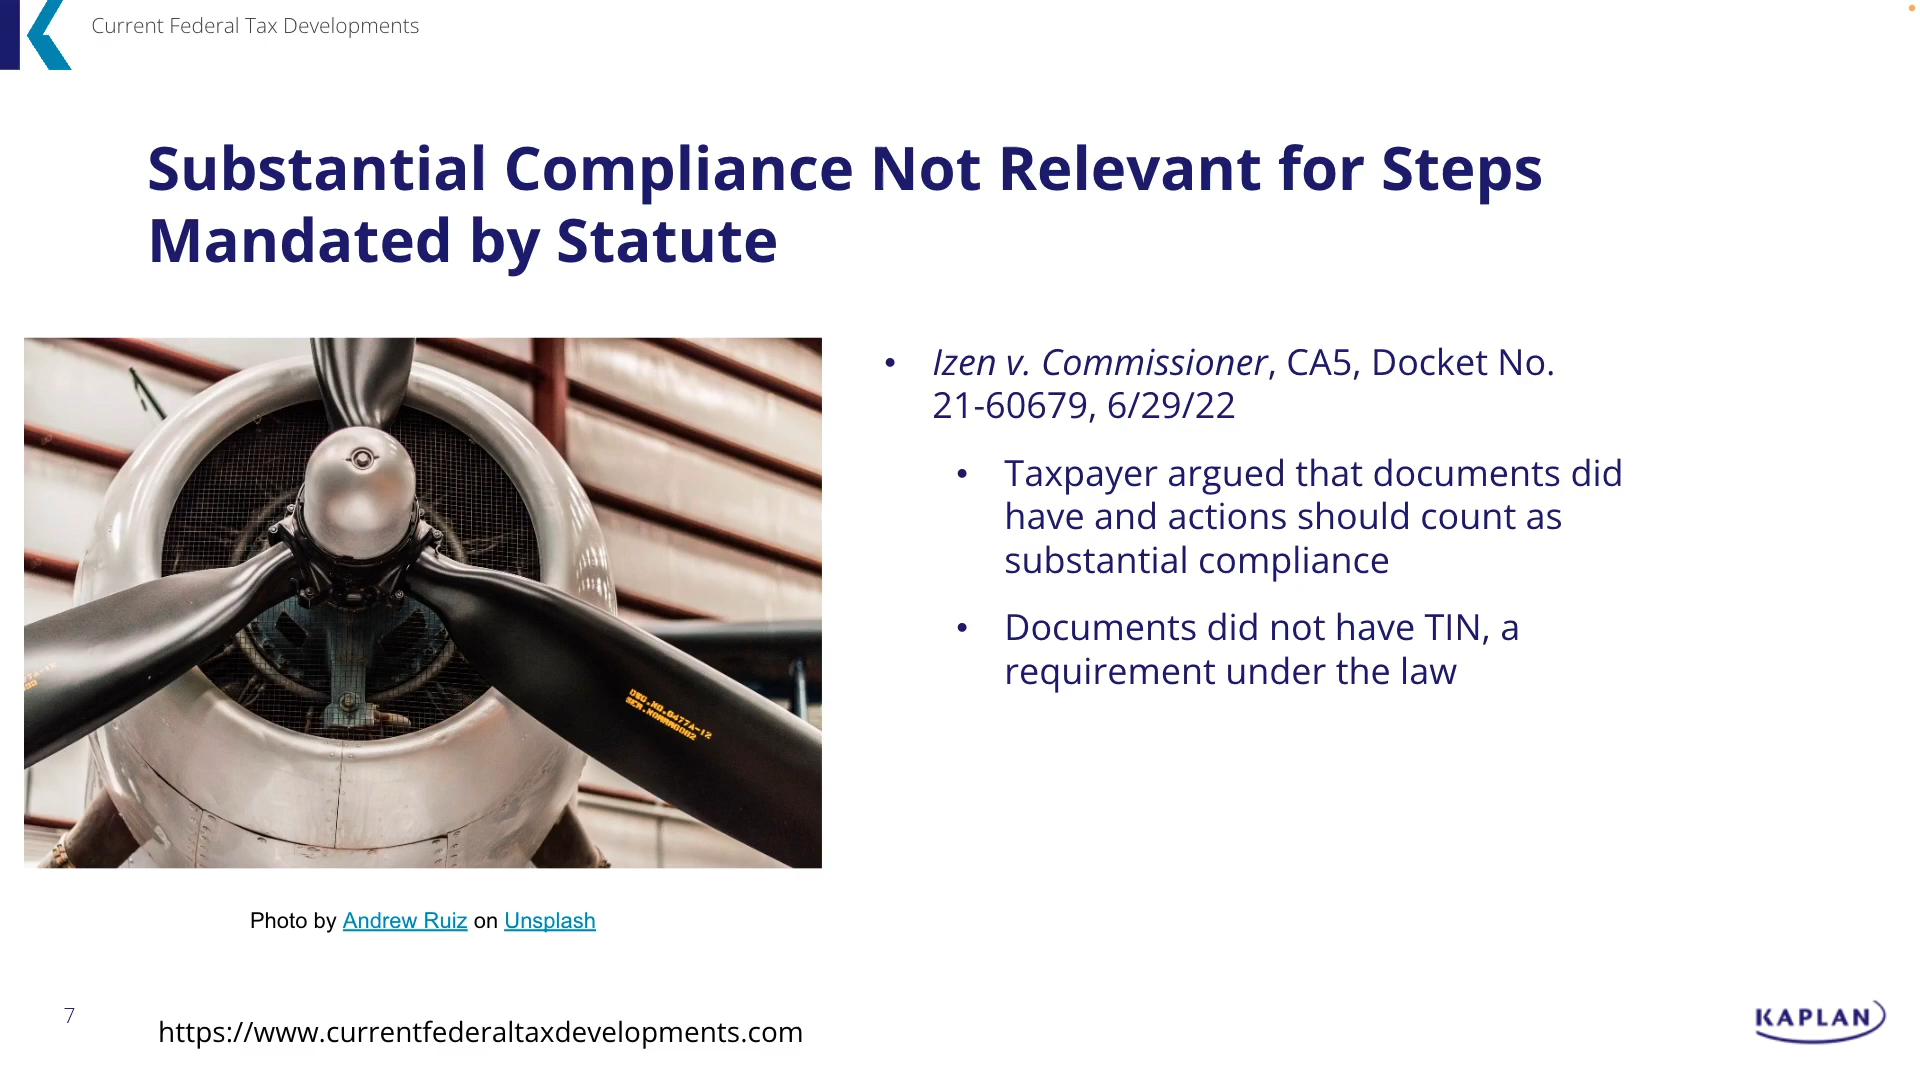 Current Federal Tax Developments
Substantial Compliance Not Relevant for Steps
Mandated by Statute
• Izen v. Commissioner, CA5, Docket No.
21-60679, 6/29/22
• Taxpayer argued that documents did
have and actions should count as
substantial compliance
• Documents did not have TIN, a
requirement under the law
Photo by Andrew Ruiz on Unsplash
7
https://www.currentfederaltaxdevelopments.com
KAPLAN